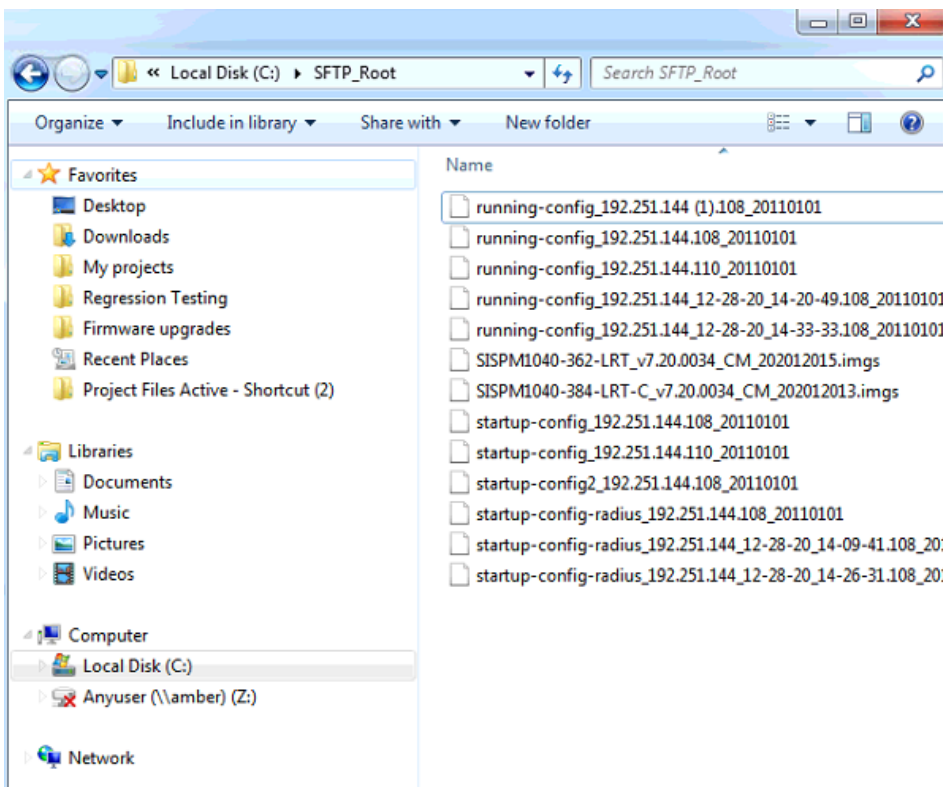 « Local Disk (C:) ▸ SFTP_Root
Search SFTP_Root
Organize Include in library Share with New folder
Favorites
Desktop
Downloads
My projects
Regression Testing
Firmware upgrades
Recent Places
Project Files Active - Shortcut (2)
Libraries
Documents
Music
Pictures
Videos
Computer
Local Disk (C:)
Anyuser (\\amber) (Z:)
Network
Name
running-config_192.251.144 (1).108_20110101
running-config_192.251.144.108_20110101
running-config_192.251.144.110_20110101
running-config_192.251.144_12-28-20_14-20-49.108_20110101
running-config_192.251.144_12-28-20_14-33-33.108_20110101
SISPM1040-362-LRT_v7.20.0034_CM_202012015.imgs
SISPM1040-384-LRT-C_v7.20.0034_CM_202012013.imgs
startup-config_192.251.144.108_20110101
startup-config_192.251.144.110_20110101
startup-config2_192.251.144.108_20110101
startup-config-radius_192.251.144.108_20110101
startup-config-radius_192.251.144_12-28-20_14-09-41.108_201
startup-config-radius_192.251.144_12-28-20_14-26-31.108_201